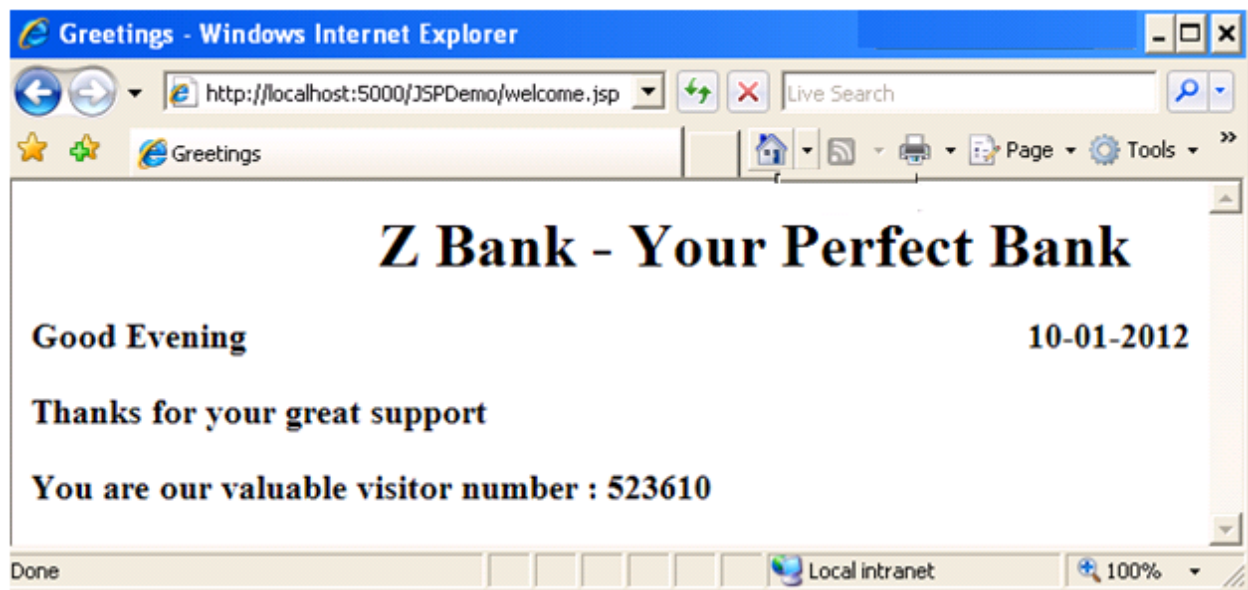 Greetings - Windows Internet Explorer
http://localhost:5000/JSPDemo/welcome.jsp Live Search
Greetings Page Tools »
Z Bank - Your Perfect Bank
Good Evening 10-01-2012
Thanks for your great support
You are our valuable visitor number : 523610
Done Local intranet 100%